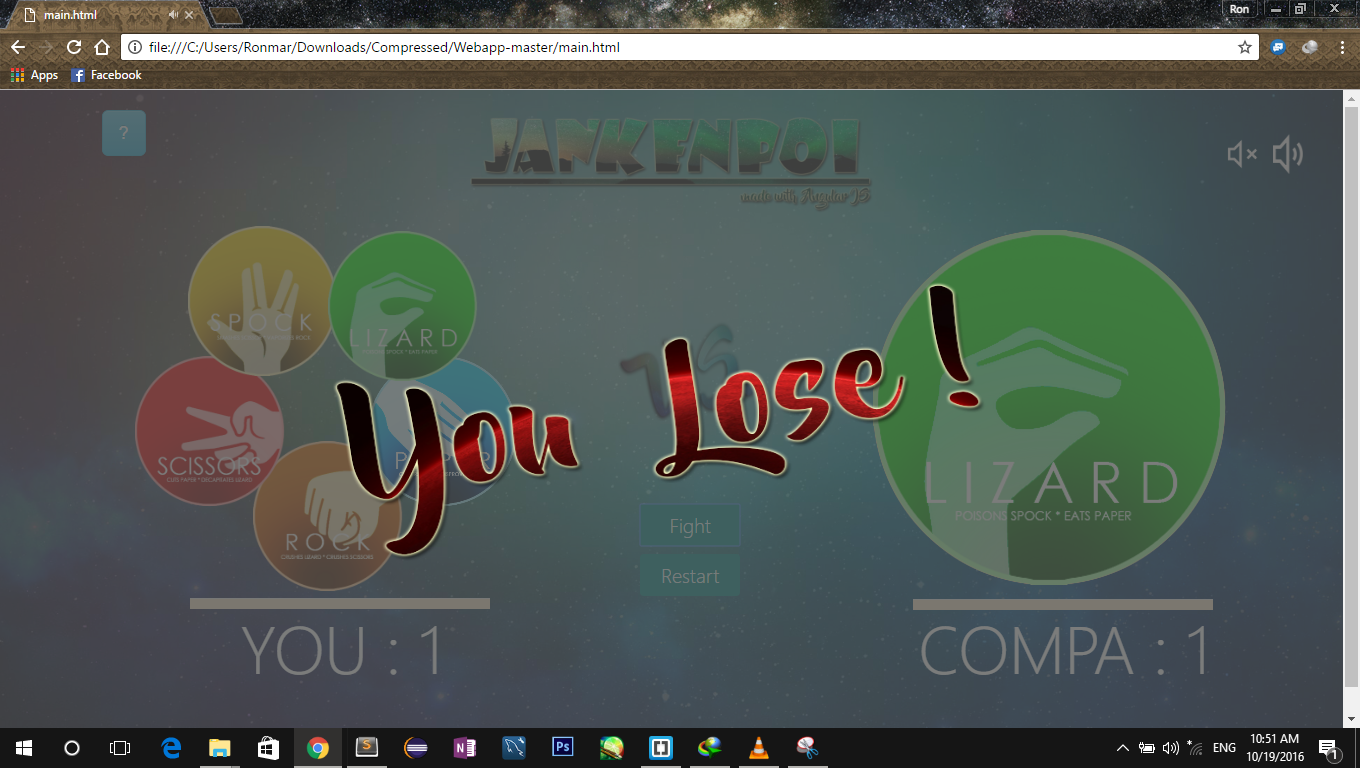 main.html
Ron
file:///C:/Users/Ronmar/Downloads/Compressed/Webapp-master/main.html
Apps
Facebook
?
JANKENPOI
made with Angular JS
SPOCK
LIZARD
POISONS SPOCK * EATS PAPER
SCISSORS
CUTS PAPER * DECAPITATES LIZARD
ROCK
CRUSHES LIZARD * CRUSHES SCISSORS
VS
You Lose!
LIZARD
POISONS SPOCK * EATS PAPER
Fight
Restart
YOU : 1
COMPA : 1
ENG
10:51 AM
10/19/2016
1